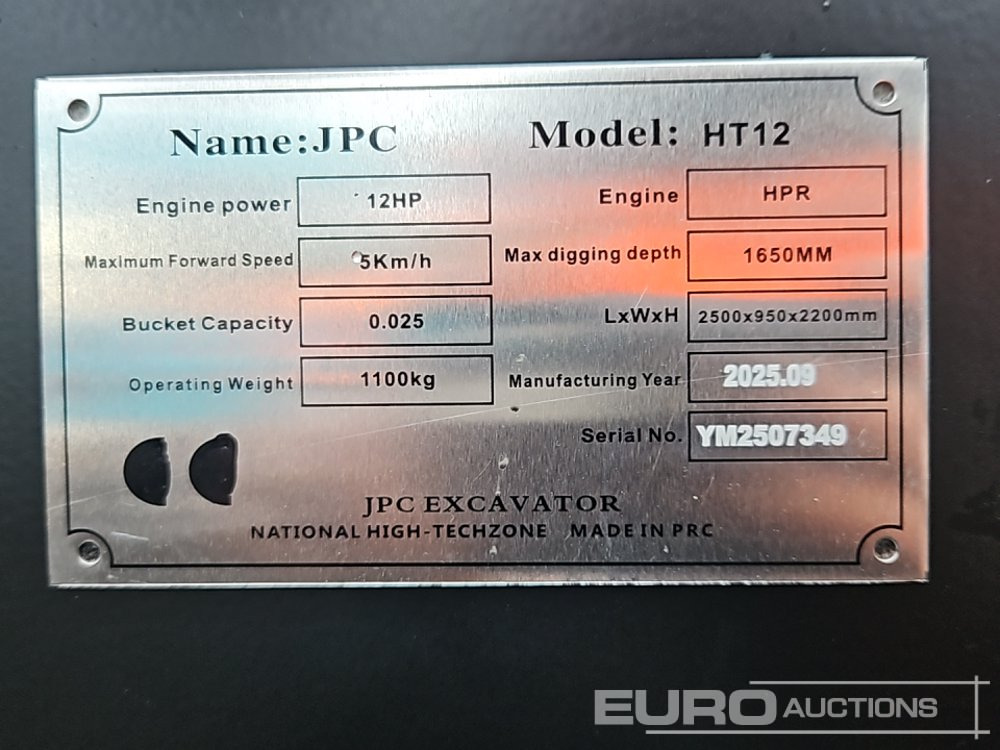 Name:JPC Model: HT12
Engine power 12HP Engine HPR
Maximum Forward Speed 5Km/h Max digging depth 1650MM
Bucket Capacity 0.025 LxWxH 2500x950x2200mm
Operating Weight 1100kg Manufacturing Year 2025.09
Serial No. YM2507349
JPC EXCAVATOR
NATIONAL HIGH-TECHZONE MADE IN PRC
EURO AUCTIONS